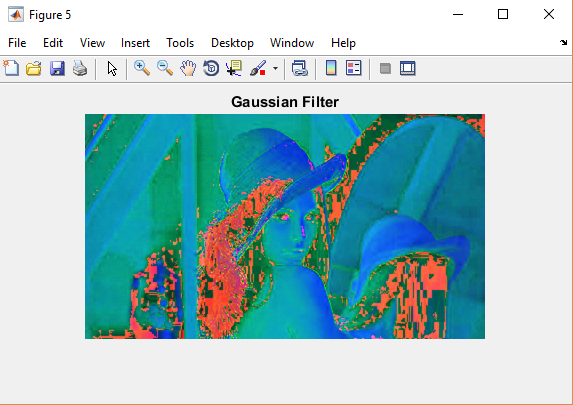 Figure 5
File Edit View Insert Tools Desktop Window Help
Gaussian Filter